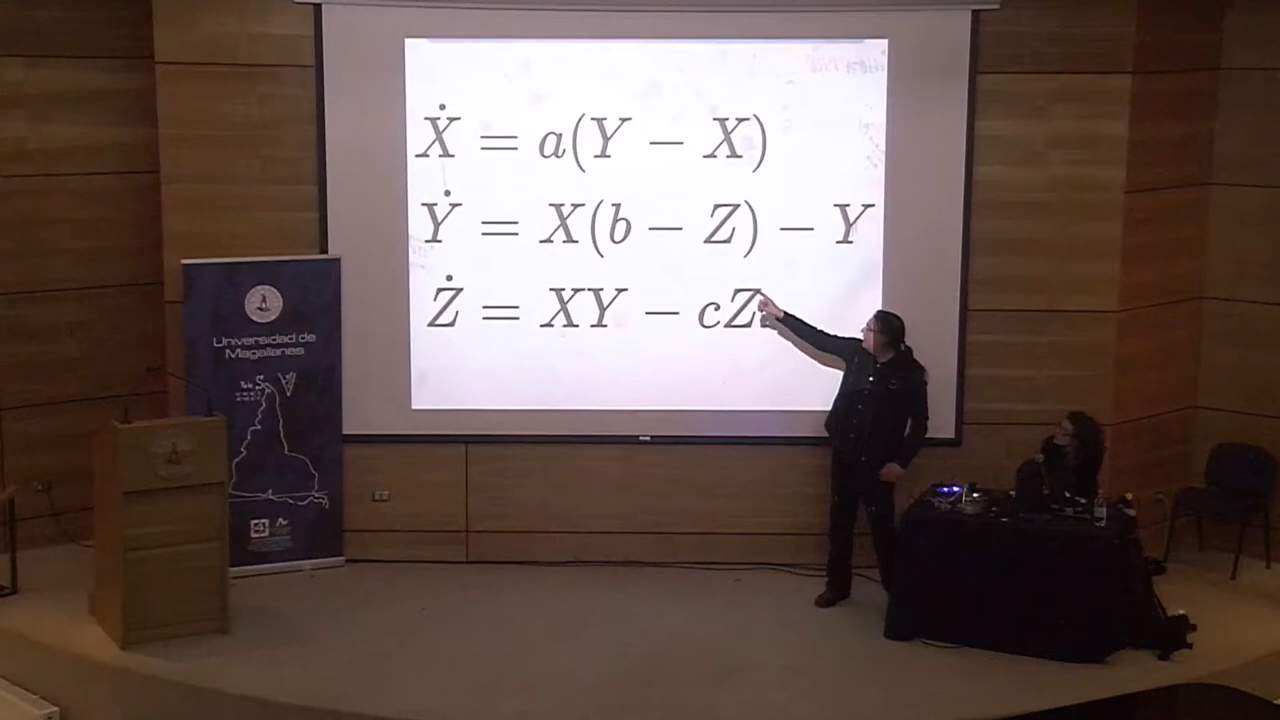 Ẋ = a(Y − X)
Ẏ = X(b − Z) − Y
Ż = XY − cZ
Universidad de
Magallanes